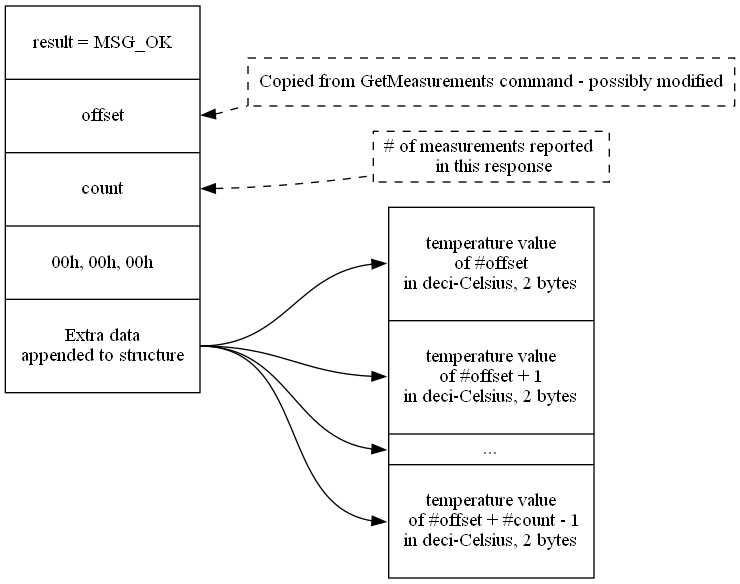 result = MSG_OK
offset
count
00h, 00h, 00h
Extra data
appended to structure
Copied from GetMeasurements command - possibly modified
# of measurements reported
in this response
temperature value
of #offset
in deci-Celsius, 2 bytes
temperature value
of #offset + 1
in deci-Celsius, 2 bytes
...
temperature value
of #offset + #count - 1
in deci-Celsius, 2 bytes